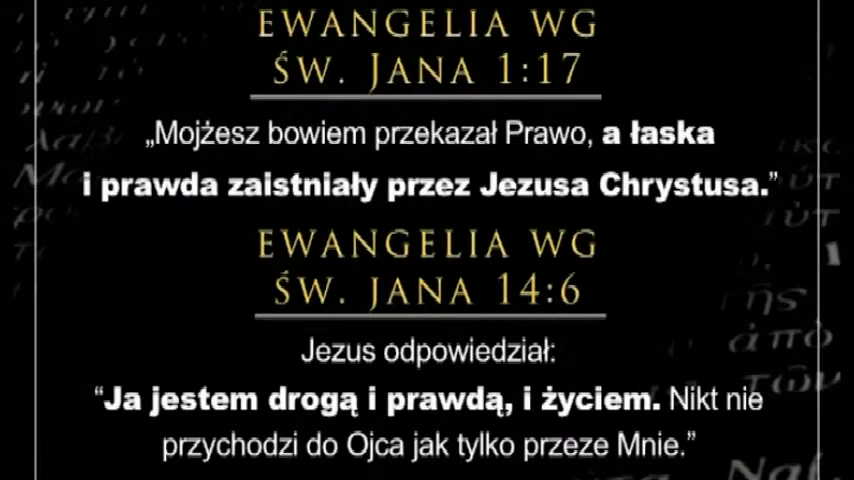 EWANGELIA WG
ŚW. JANA 1:17
„Mojżesz bowiem przekazał Prawo, a łaska
i prawda zaistniały przez Jezusa Chrystusa.”
EWANGELIA WG
ŚW. JANA 14:6
Jezus odpowiedział:
“Ja jestem drogą i prawdą, i życiem. Nikt nie
przychodzi do Ojca jak tylko przeze Mnie.”
ἀπὸ
τῶν